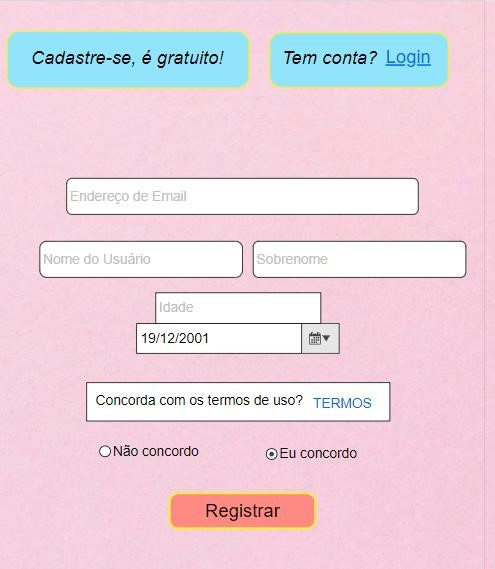 Cadastre-se, é gratuito!
Tem conta? Login
Endereço de Email
Nome do Usuário
Sobrenome
Idade
19/12/2001
Concorda com os termos de uso? TERMOS
Não concordo
Eu concordo
Registrar